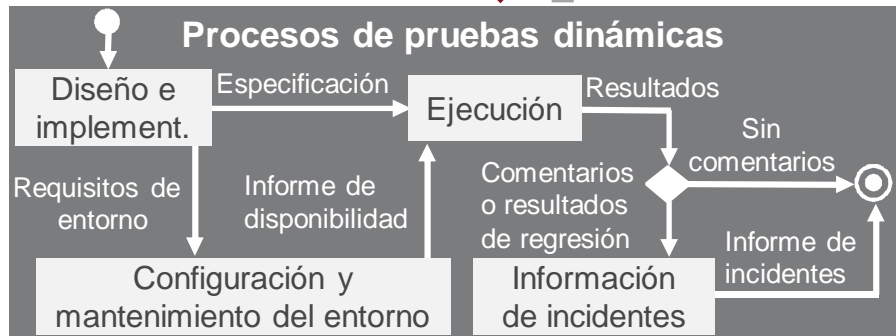 Procesos de pruebas dinámicas
Diseño e
implement.
Especificación
Ejecución
Resultados
Sin
comentarios
Requisitos de
entorno
Informe de
disponibilidad
Comentarios
o resultados
de regresión
Informe de
incidentes
Configuración y
mantenimiento del entorno
Información
de incidentes